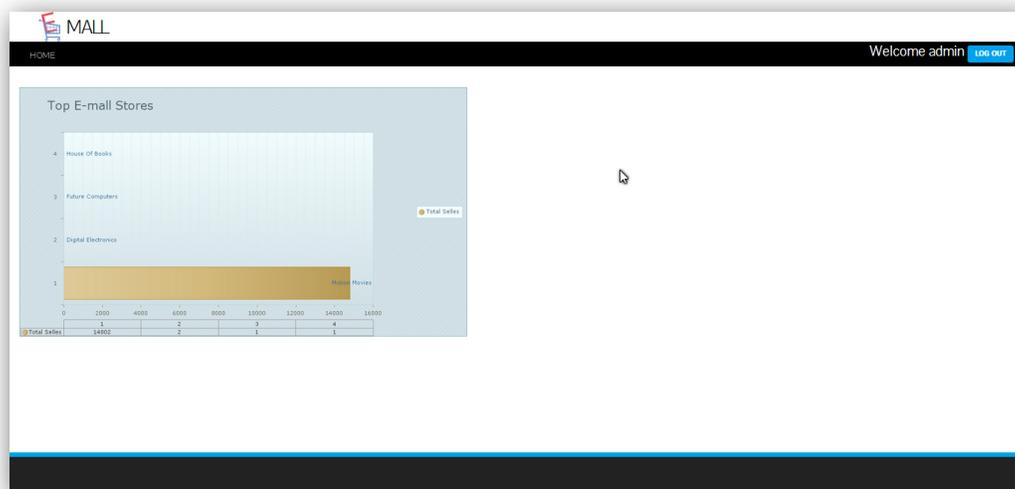 E MALL
HOME
Welcome admin LOG OUT
Top E-mall Stores
4 House Of Books
3 Future Computers
Total Selles
2 Digital Electronics
1 Motion Movies
0 2000 4000 6000 8000 10000 12000 14000 16000
1 2 3 4
Total Selles 14802 2 1 1